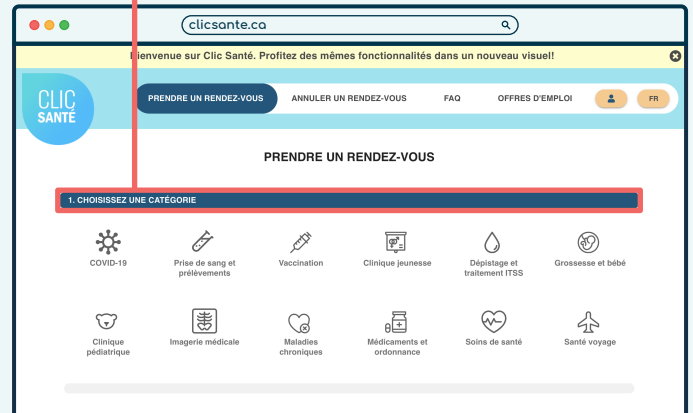 clicsante.ca
Bienvenue sur Clic Santé. Profitez des mêmes fonctionnalités dans un nouveau visuel!
CLIC
SANTÉ
PRENDRE UN RENDEZ-VOUS
ANNULER UN RENDEZ-VOUS
FAQ
OFFRES D'EMPLOI
FR
PRENDRE UN RENDEZ-VOUS
1. CHOISISSEZ UNE CATÉGORIE
COVID-19
Prise de sang et
prélèvements
Vaccination
Clinique jeunesse
Dépistage et
traitement ITSS
Grossesse et bébé
Clinique
pédiatrique
Imagerie médicale
Maladies
chroniques
Médicaments et
ordonnance
Soins de santé
Santé voyage